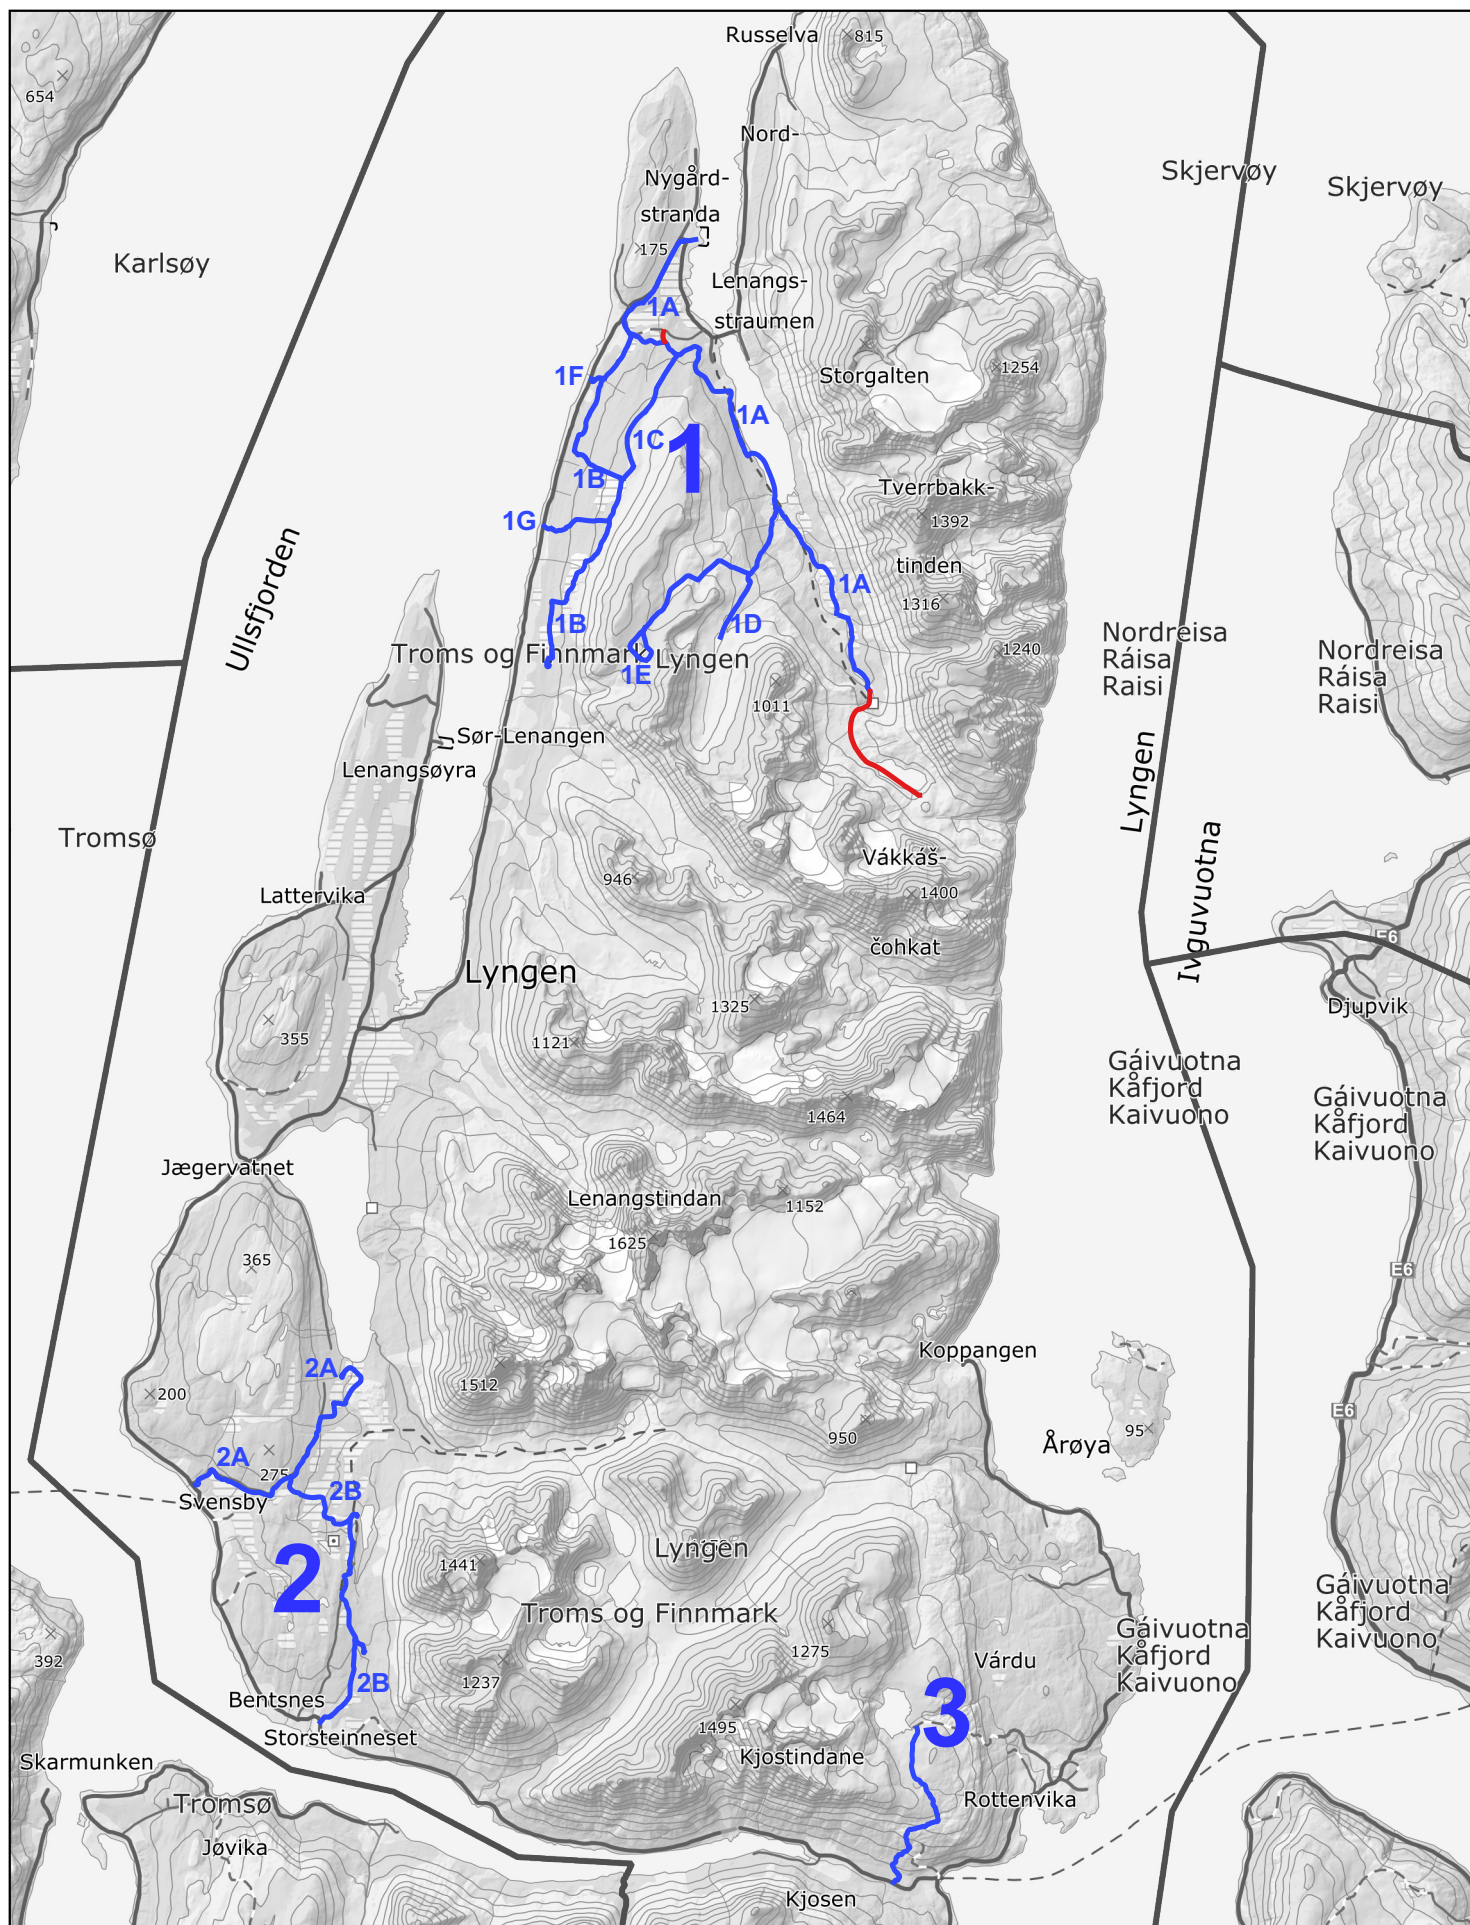 Russelva
815
654
Nord-
Skjervøy
Skjervøy
Nygård-
stranda
175
Karlsøy
Lenangs-
straumen
1A
1F
Storgalten
1254
1A
1C
1
1B
Tverrbakk-
1G
1392
tinden
1A
1316
Ullsfjorden
1B
1D
Nordreisa
Ráisa
Raisi
Nordreisa
Ráisa
Raisi
1240
Troms og Finnmark
Lyngen
1E
1011
Sør-Lenangen
Lenangsøyra
Lyngen
Tromsø
Vákkáš-
946
1400
Lattervika
Ivguvuotna
E6
čohkat
Lyngen
1325
Djupvik
355
1121
Gáivuotna
Kåfjord
Kaivuono
Gáivuotna
Kåfjord
Kaivuono
1464
Jægervatnet
Lenangstindan
1152
1625
365
E6
Koppangen
2A
1512
200
E6
950
95
Årøya
2A
275
2B
Svensby
Lyngen
1441
2
Troms og Finnmark
Gáivuotna
Kåfjord
Kaivuono
Gáivuotna
Kåfjord
Kaivuono
1275
392
Várdu
1237
2B
Bentsnes
3
1495
Storsteinneset
Kjostindane
Skarmunken
Tromsø
Rottenvika
Jøvika
Kjosen